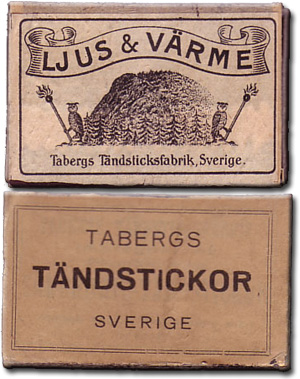 LJUS & VÄRME
Tabergs Tändsticksfabrik, Sverige.
TABERGS
TÄNDSTICKOR
SVERIGE